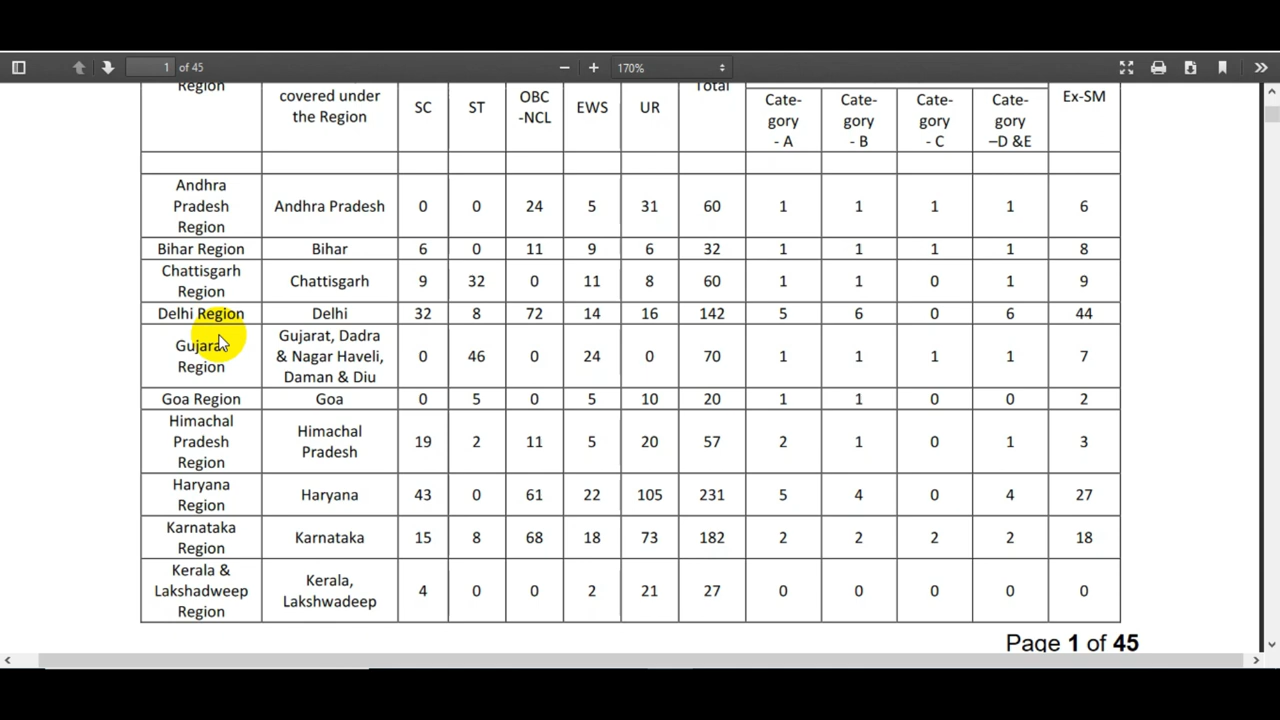 1 of 45 170%
Region covered under the Region SC ST OBC -NCL EWS UR Total Cate-gory - A Cate-gory - B Cate-gory - C Cate-gory –D &E Ex-SM
Andhra Pradesh Region Andhra Pradesh 0 0 24 5 31 60 1 1 1 1 6
Bihar Region Bihar 6 0 11 9 6 32 1 1 1 1 8
Chattisgarh Region Chattisgarh 9 32 0 11 8 60 1 1 0 1 9
Delhi Region Delhi 32 8 72 14 16 142 5 6 0 6 44
Gujarat Region Gujarat, Dadra & Nagar Haveli, Daman & Diu 0 46 0 24 0 70 1 1 1 1 7
Goa Region Goa 0 5 0 5 10 20 1 1 0 0 2
Himachal Pradesh Region Himachal Pradesh 19 2 11 5 20 57 2 1 0 1 3
Haryana Region Haryana 43 0 61 22 105 231 5 4 0 4 27
Karnataka Region Karnataka 15 8 68 18 73 182 2 2 2 2 18
Kerala & Lakshadweep Region Kerala, Lakshwadeep 4 0 0 2 21 27 0 0 0 0 0
Page 1 of 45